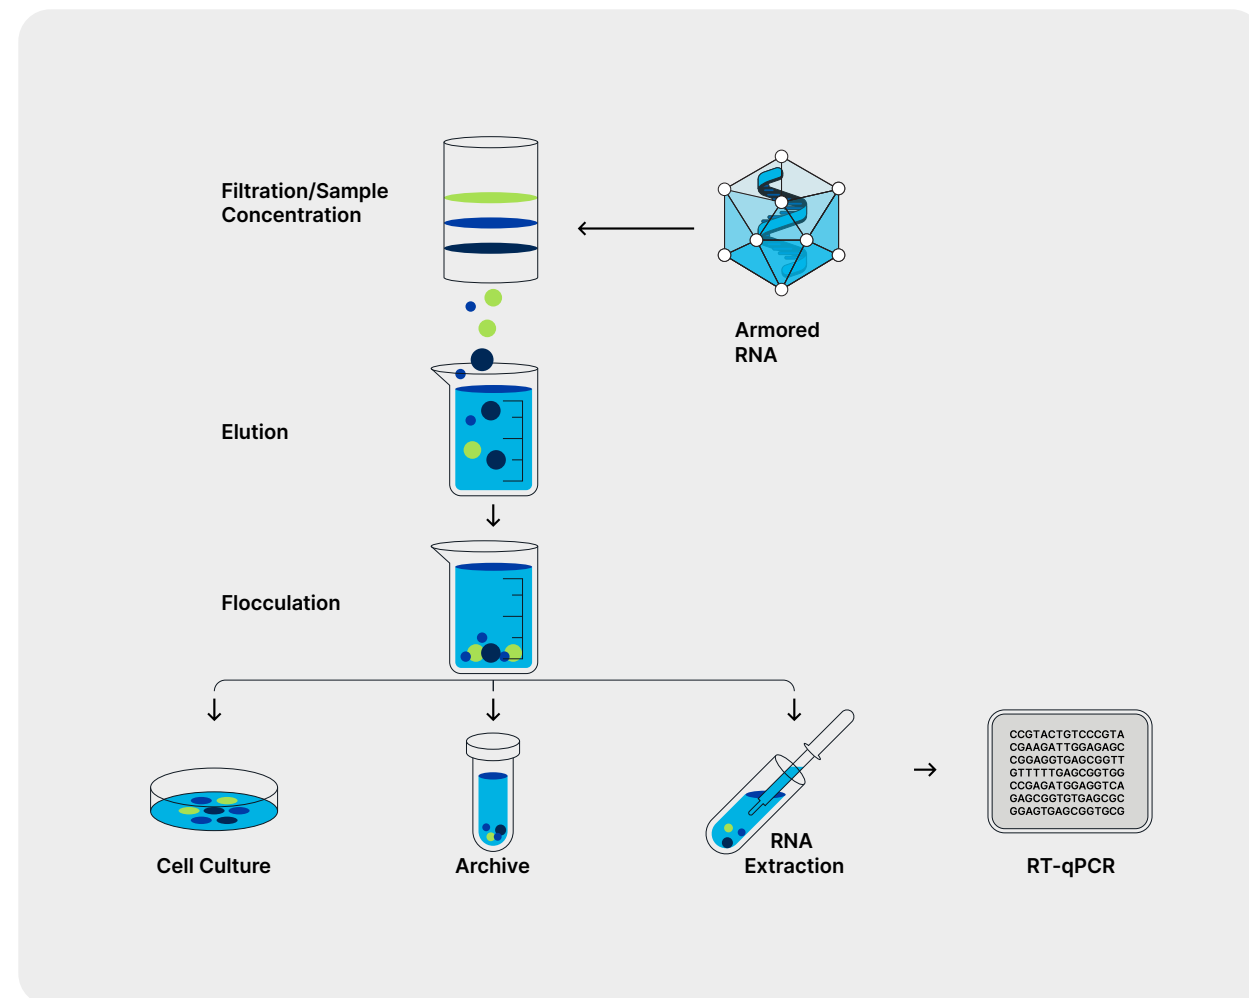 Filtration/Sample
Concentration
Armored
RNA
Elution
Flocculation
Cell Culture
Archive
RNA
Extraction
CCGTACTGTCCCGTA
CGAAGATTGGAGAGC
CGGAGGTGAGCGGTT
GTTTTTGAGCGGTGG
CCGAGATGGAGGTCA
GAGCGGTGTGAGCGC
GGAGTGAGCGGTGCG
RT-qPCR